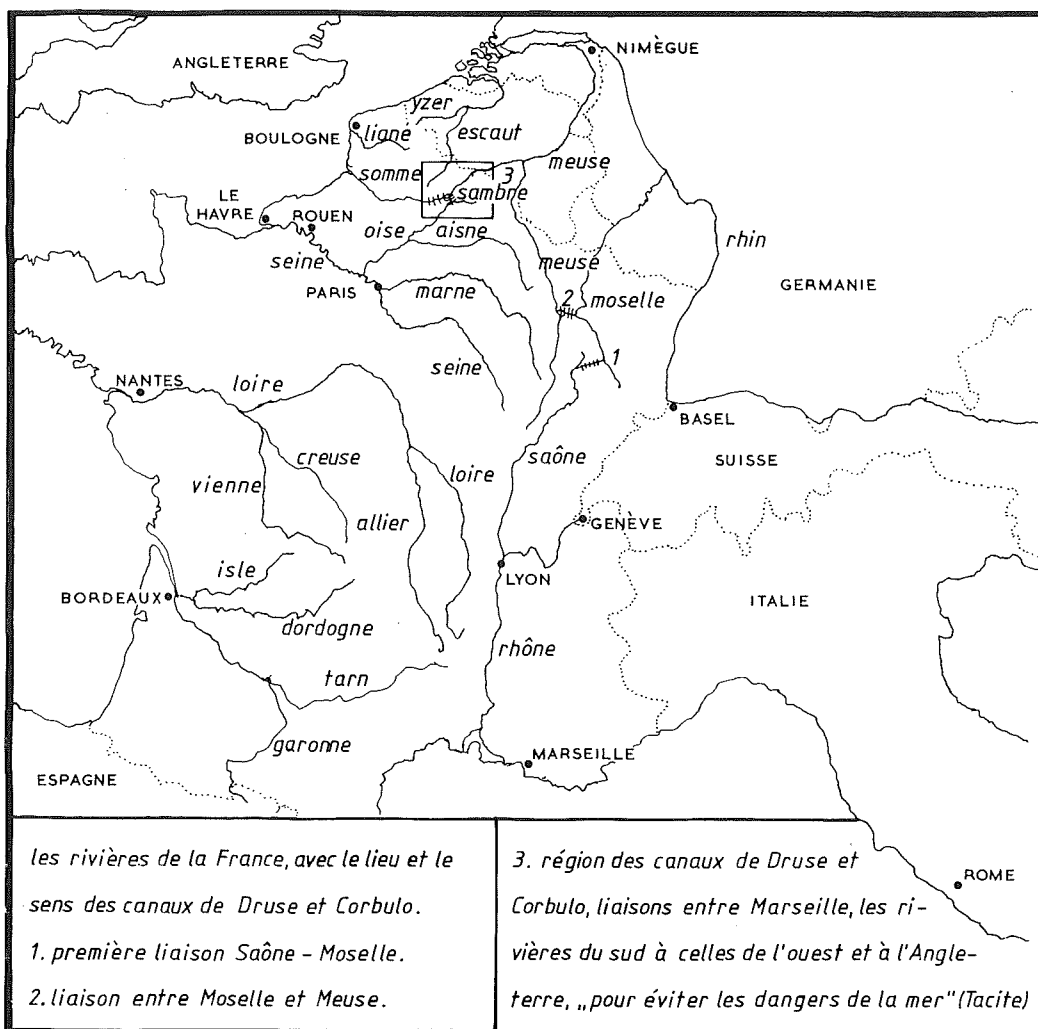 ANGLETERRE
NIMÈGUE
yzer
BOULOGNE
liane
escaut
meuse
somme
3
sambre
LE
HAVRE
ROUEN
oise
aisne
rhin
seine
meuse
GERMANIE
PARIS
marne
2
moselle
1
seine
NANTES
loire
BASEL
creuse
saône
SUISSE
vienne
loire
allier
GENÈVE
isle
LYON
BORDEAUX
ITALIE
dordogne
rhône
tarn
garonne
MARSEILLE
ESPAGNE
ROME
les rivières de la France, avec le lieu et le
sens des canaux de Druse et Corbulo.
1. première liaison Saône - Moselle.
2. liaison entre Moselle et Meuse.
3. région des canaux de Druse et
Corbulo, liaisons entre Marseille, les ri-
vières du sud à celles de l'ouest et à l'Angle-
terre, „pour éviter les dangers de la mer" (Tacite)